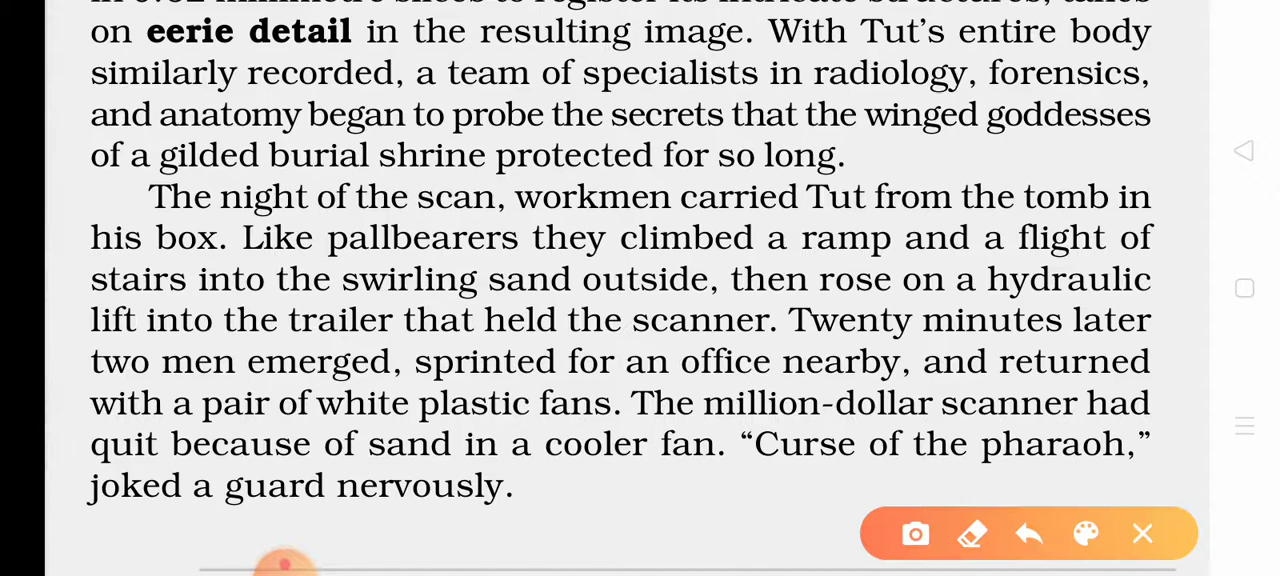 on eerie detail in the resulting image. With Tut's entire body
similarly recorded, a team of specialists in radiology, forensics,
and anatomy began to probe the secrets that the winged goddesses
of a gilded burial shrine protected for so long.
The night of the scan, workmen carried Tut from the tomb in
his box. Like pallbearers they climbed a ramp and a flight of
stairs into the swirling sand outside, then rose on a hydraulic
lift into the trailer that held the scanner. Twenty minutes later
two men emerged, sprinted for an office nearby, and returned
with a pair of white plastic fans. The million-dollar scanner had
quit because of sand in a cooler fan. “Curse of the pharaoh,”
joked a guard nervously.